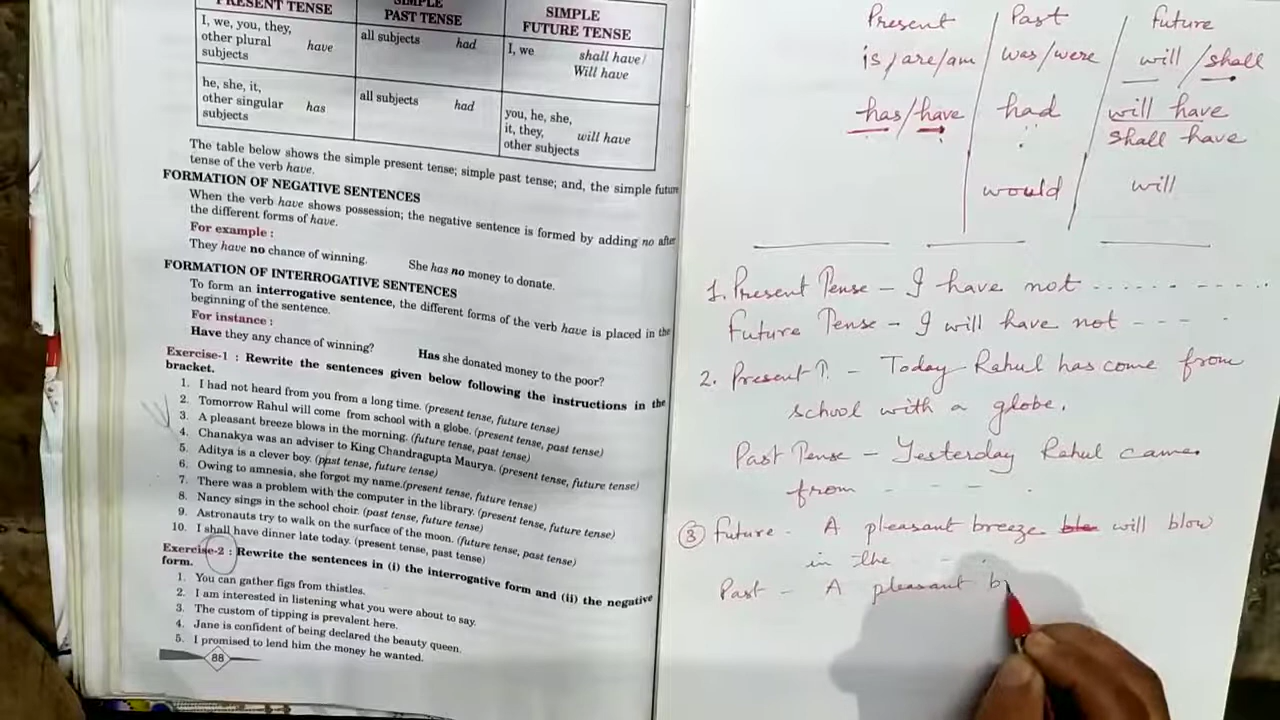 PRESENT TENSE
SIMPLE
PAST TENSE
SIMPLE
FUTURE TENSE
I, we, you, they,
other plural have
subjects
all subjects had
I, we shall have/
Will have
he, she, it,
other singular has
subjects
all subjects had
you, he, she,
it, they, will have
other subjects
The table below shows the simple present tense; simple past tense; and, the simple future
tense of the verb have.
FORMATION OF NEGATIVE SENTENCES
When the verb have shows possession; the negative sentence is formed by adding no after
the different forms of have.
For example :
They have no chance of winning. She has no money to donate.
FORMATION OF INTERROGATIVE SENTENCES
To form an interrogative sentence, the different forms of the verb have is placed in the
beginning of the sentence.
For instance :
Have they any chance of winning? Has she donated money to the poor?
Exercise-1 : Rewrite the sentences given below following the instructions in the
bracket.
1. I had not heard from you from a long time. (present tense, future tense)
2. Tomorrow Rahul will come from school with a globe. (present tense, past tense)
3. A pleasant breeze blows in the morning. (future tense, past tense)
4. Chanakya was an adviser to King Chandragupta Maurya. (present tense, future tense)
5. Aditya is a clever boy. (past tense, future tense)
6. Owing to amnesia, she forgot my name.(present tense, future tense)
7. There was a problem with the computer in the library. (present tense, future tense)
8. Nancy sings in the school choir. (past tense, future tense)
9. Astronauts try to walk on the surface of the moon. (future tense, past tense)
10. I shall have dinner late today. (present tense, past tense)
Exercise-2 : Rewrite the sentences in (i) the interrogative form and (ii) the negative
form.
1. You can gather figs from thistles.
2. I am interested in listening what you were about to say.
3. The custom of tipping is prevalent here.
4. Jane is confident of being declared the beauty queen.
5. I promised to lend him the money he wanted.
88
Present / Past / Future
is/are/am was/were will / shall
has/have had will have
shall have
would will
1. Present Tense - I have not ...........
Future Tense - I will have not - - - -
2. Present T. - Today Rahul has come from
school with a globe.
Past Tense - Yesterday Rahul came
from - - - .
③ Future - A pleasant breeze ble will blow
in the - - .
Past - A pleasant b